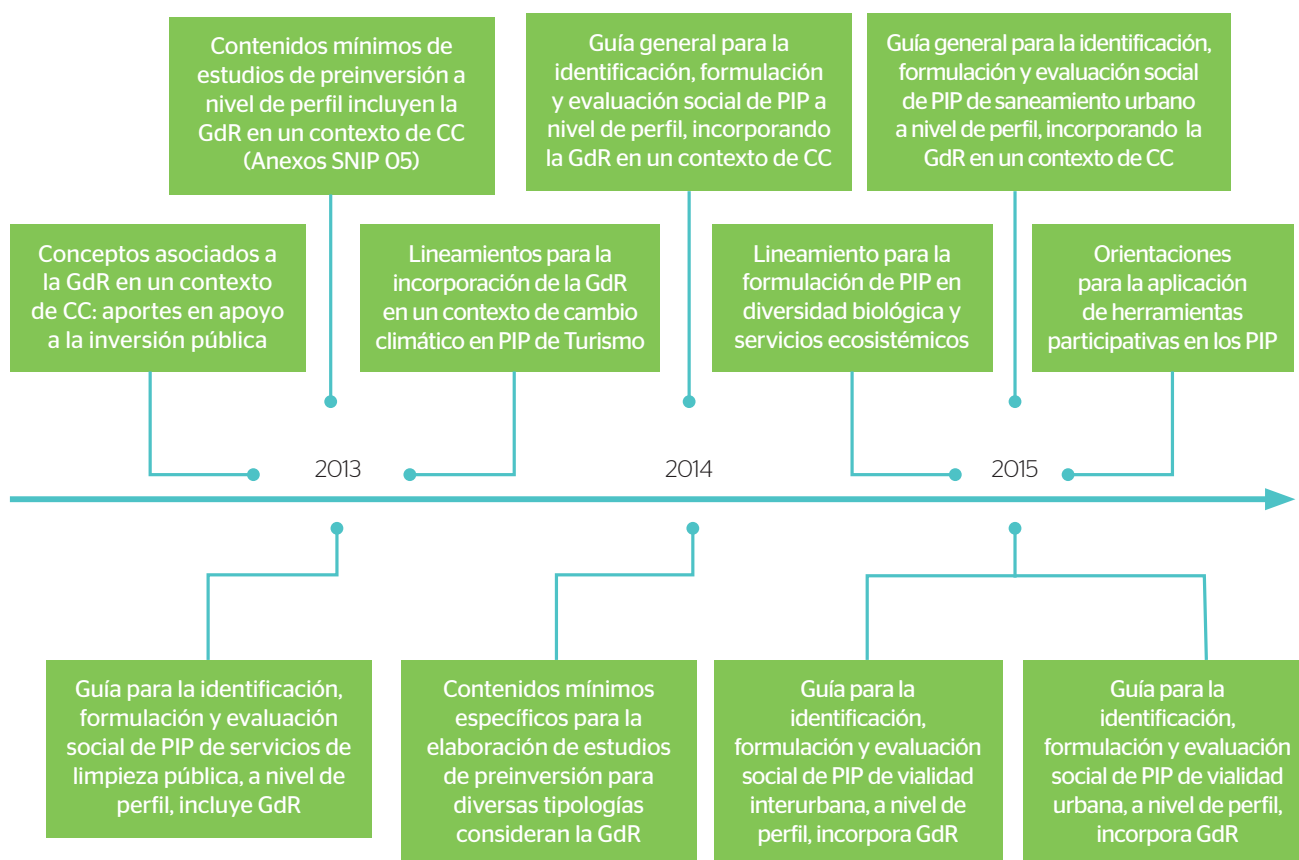 Contenidos mínimos de
estudios de preinversión a
nivel de perfil incluyen la
GdR en un contexto de CC
(Anexos SNIP 05)
Guía general para la
identificación, formulación
y evaluación social de PIP a
nivel de perfil, incorporando
la GdR en un contexto de CC
Guía general para la identificación,
formulación y evaluación social
de PIP de saneamiento urbano
a nivel de perfil, incorporando la
GdR en un contexto de CC
Conceptos asociados a
la GdR en un contexto
de CC: aportes en apoyo
a la inversión pública
Lineamientos para la
incorporación de la GdR
en un contexto de cambio
climático en PIP de Turismo
Lineamiento para la
formulación de PIP en
diversidad biológica y
servicios ecosistémicos
Orientaciones
para la aplicación
de herramientas
participativas en los PIP
2013
2014
2015
Guía para la identificación,
formulación y evaluación
social de PIP de servicios de
limpieza pública, a nivel de
perfil, incluye GdR
Contenidos mínimos
específicos para la
elaboración de estudios
de preinversión para
diversas tipologías
consideran la GdR
Guía para la
identificación,
formulación y evaluación
social de PIP de vialidad
interurbana, a nivel de
perfil, incorpora GdR
Guía para la
identificación,
formulación y evaluación
social de PIP de vialidad
urbana, a nivel de perfil,
incorpora GdR